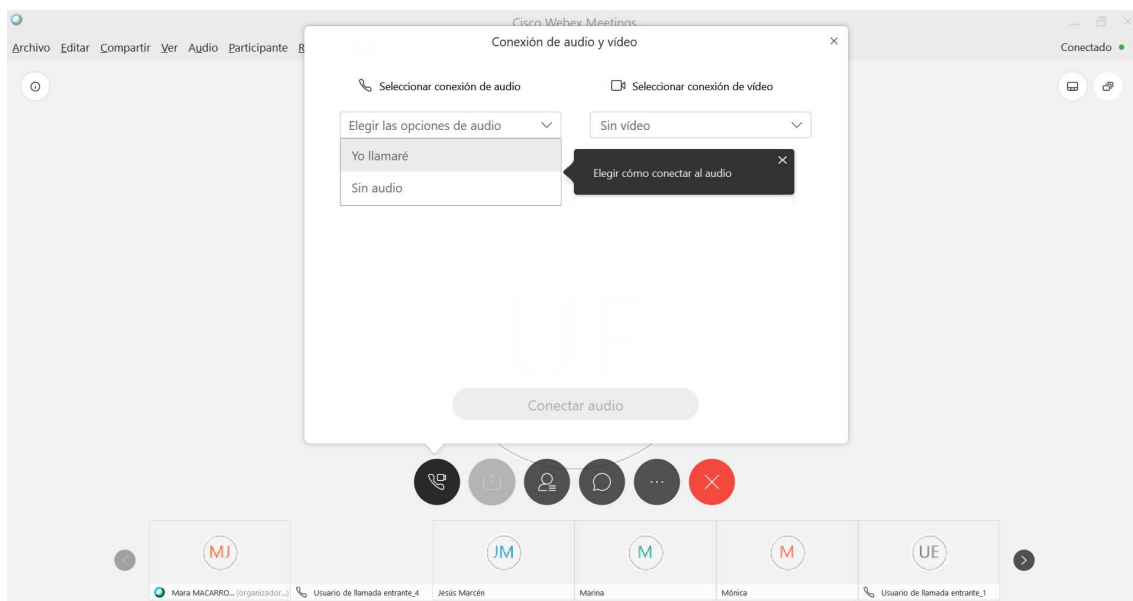 Cisco Webex Meetings
Archivo Editar Compartir Ver Audio Participante R
Conectado
Conexión de audio y vídeo
Seleccionar conexión de audio
Seleccionar conexión de vídeo
Elegir las opciones de audio
Sin vídeo
Yo llamaré
Sin audio
Elegir cómo conectar al audio
Conectar audio
MJ
JM
M
M
UE
Mara MACARRO... (organizador...)
Usuario de llamada entrante_4
Jesús Marcén
Marina
Mónica
Usuario de llamada entrante_1